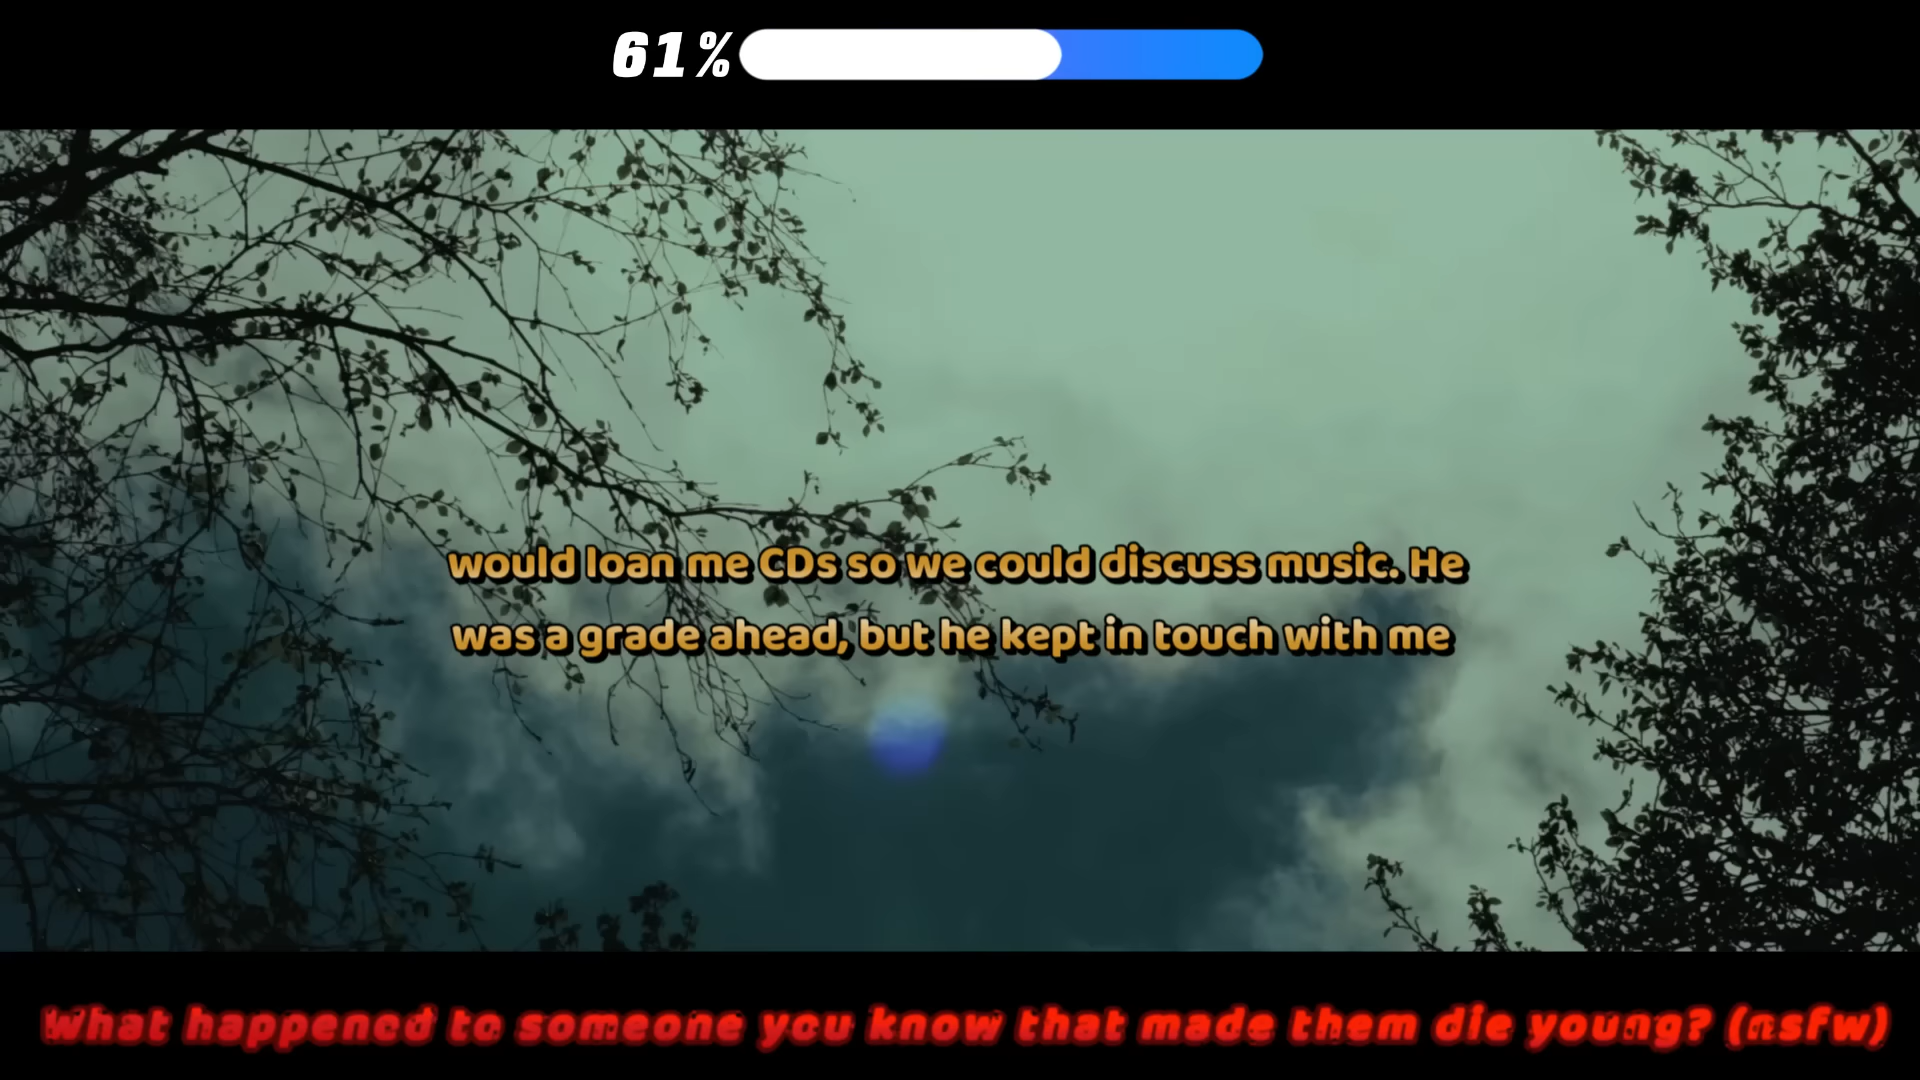 61%
would loan me CDs so we could discuss music. He
was a grade ahead, but he kept in touch with me
What happened to someone you know that made them die young? (nsfw)